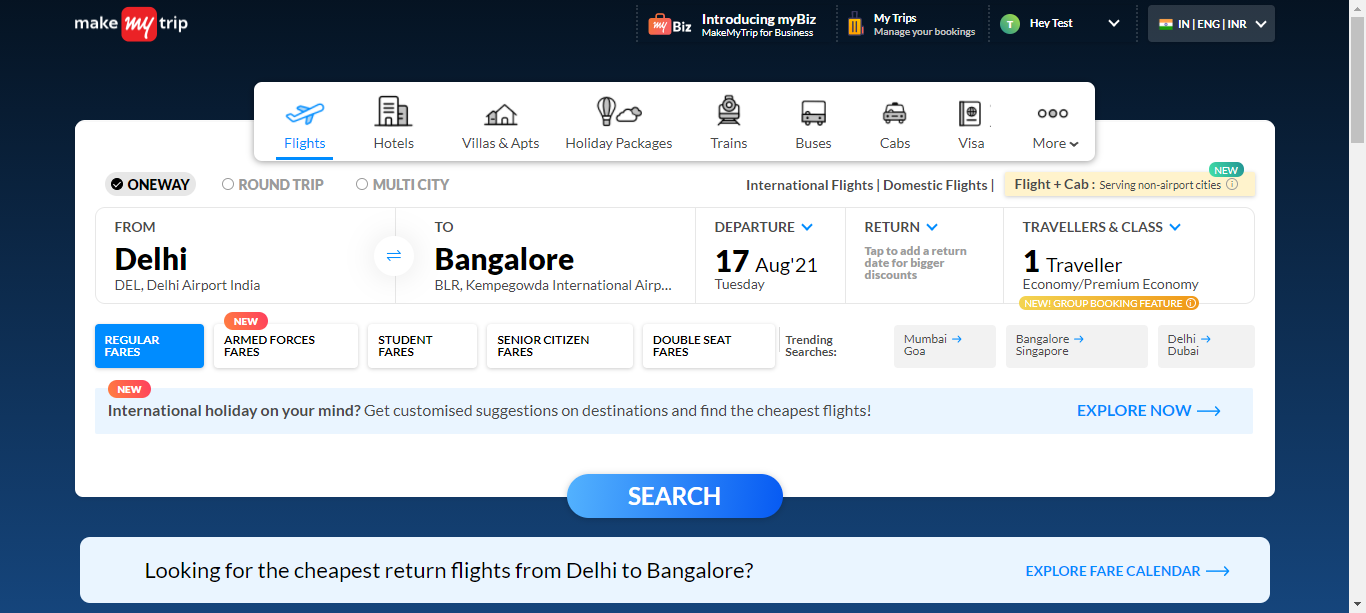 make my trip
my Biz
Introducing myBiz
MakeMyTrip for Business
My Trips
Manage your bookings
T
Hey Test
IN | ENG | INR
Flights
Hotels
Villas & Apts
Holiday Packages
Trains
Buses
Cabs
Visa
More
ONEWAY
ROUND TRIP
MULTI CITY
International Flights | Domestic Flights |
NEW
Flight + Cab : Serving non-airport cities
FROM
Delhi
DEL, Delhi Airport India
TO
Bangalore
BLR, Kempegowda International Airp...
DEPARTURE
17 Aug'21
Tuesday
RETURN
Tap to add a return
date for bigger
discounts
TRAVELLERS & CLASS
1 Traveller
Economy/Premium Economy
NEW! GROUP BOOKING FEATURE
REGULAR
FARES
NEW
ARMED FORCES
FARES
STUDENT
FARES
SENIOR CITIZEN
FARES
DOUBLE SEAT
FARES
Trending
Searches:
Mumbai →
Goa
Bangalore →
Singapore
Delhi →
Dubai
NEW
International holiday on your mind? Get customised suggestions on destinations and find the cheapest flights!
EXPLORE NOW
SEARCH
Looking for the cheapest return flights from Delhi to Bangalore?
EXPLORE FARE CALENDAR